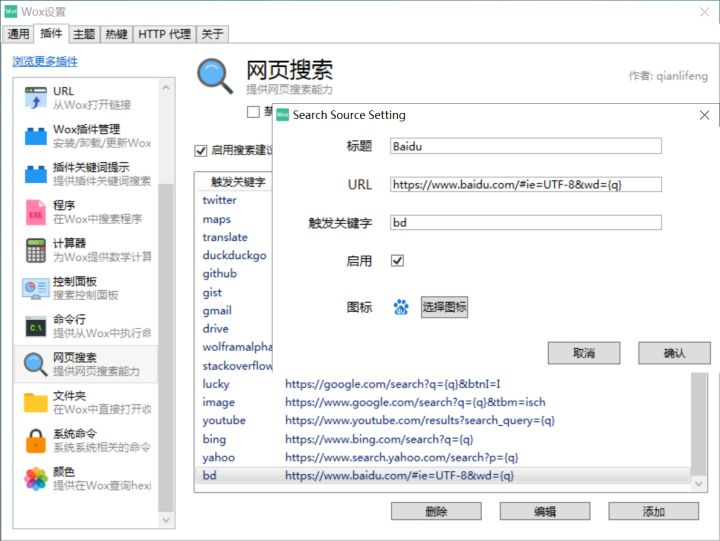 Wox设置
通用 插件 主题 热键 HTTP 代理 关于
浏览更多插件
URL
从Wox打开链接
Wox插件管理
安装/卸载/更新Wox
插件关键词提示
提供插件关键词搜索
程序
在Wox中搜索程序
计算器
为Wox提供数学计算
控制面板
搜索控制面板
命令行
提供从Wox中执行命
网页搜索
提供网页搜索能力
文件夹
在Wox中直接打开收
系统命令
系统系统相关的命令
颜色
提供在Wox查询hexi
网页搜索
提供网页搜索能力
作者: qianlifeng
启用搜索建议
触发关键字
twitter
maps
translate
duckduckgo
github
gist
gmail
drive
wolframalpha
stackoverflow
lucky https://google.com/search?q={q}&btnI=I
image https://www.google.com/search?q={q}&tbm=isch
youtube https://www.youtube.com/results?search_query={q}
bing https://www.bing.com/search?q={q}
yahoo https://www.search.yahoo.com/search?p={q}
bd https://www.baidu.com/#ie=UTF-8&wd={q}
删除 编辑 添加
Search Source Setting
标题 Baidu
URL https://www.baidu.com/#ie=UTF-8&wd={q}
触发关键字 bd
启用
图标 选择图标
取消 确认